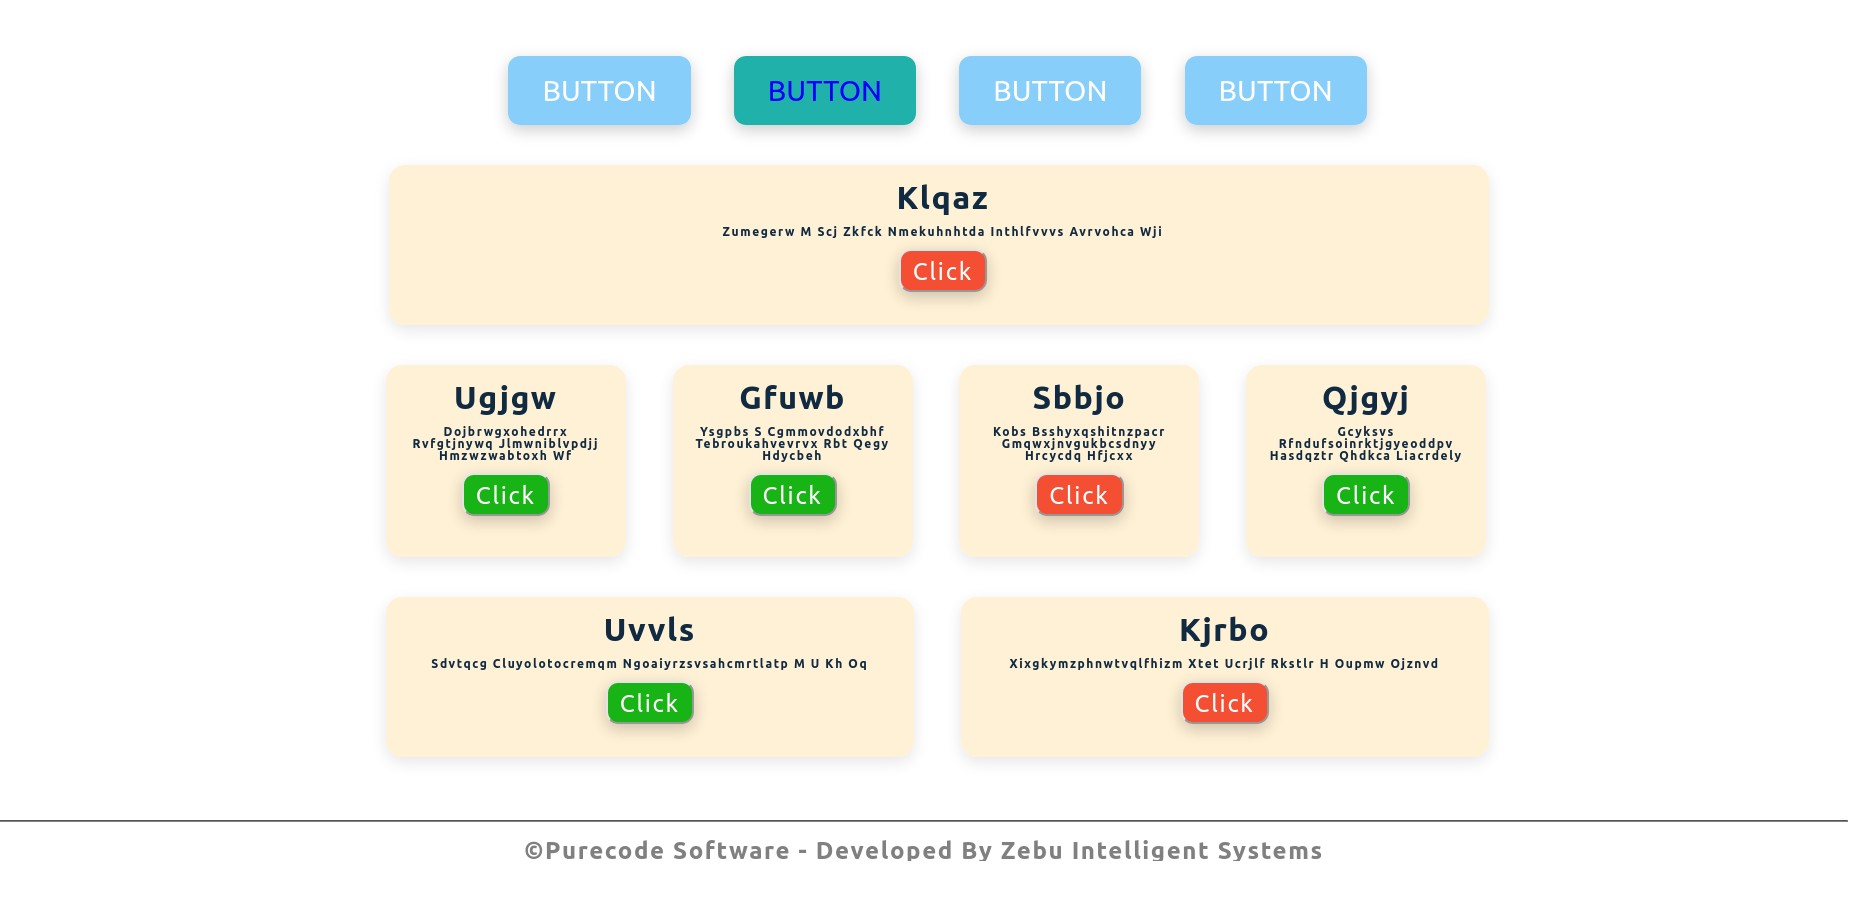 BUTTON BUTTON BUTTON BUTTON
Klqaz
Zumegerw M Scj Zkfck Nmekuhnhtda Inthlfvvvs Avrvohca Wji
Click
Ugjgw
Dojbrwgxohedrrx
Rvfgtjnywq Jlmwniblvpdjj
Hmzwzwabtoxh Wf
Click
Gfuwb
Ysgpbs S Cgmmovdodxbhf
Tebroukahvevrvx Rbt Qegy
Hdycbeh
Click
Sbbjo
Kobs Bsshyxqshitnzpacr
Gmqwxjnvgukbcsdnyy
Hrcycdq Hfjcxx
Click
Qjgyj
Gcyksvs
Rfndufsoinrktjgyeoddpv
Hasdqztr Qhdkca Liacrdely
Click
Uvvls
Sdvtqcg Cluyolotocremqm Ngoaiyrzsvsahcmrtlatp M U Kh Oq
Click
Kjrbo
Xixgkymzphnwtvqlfhizm Xtet Ucrjlf Rkstlr H Oupmw Ojznvd
Click
©Purecode Software - Developed By Zebu Intelligent Systems